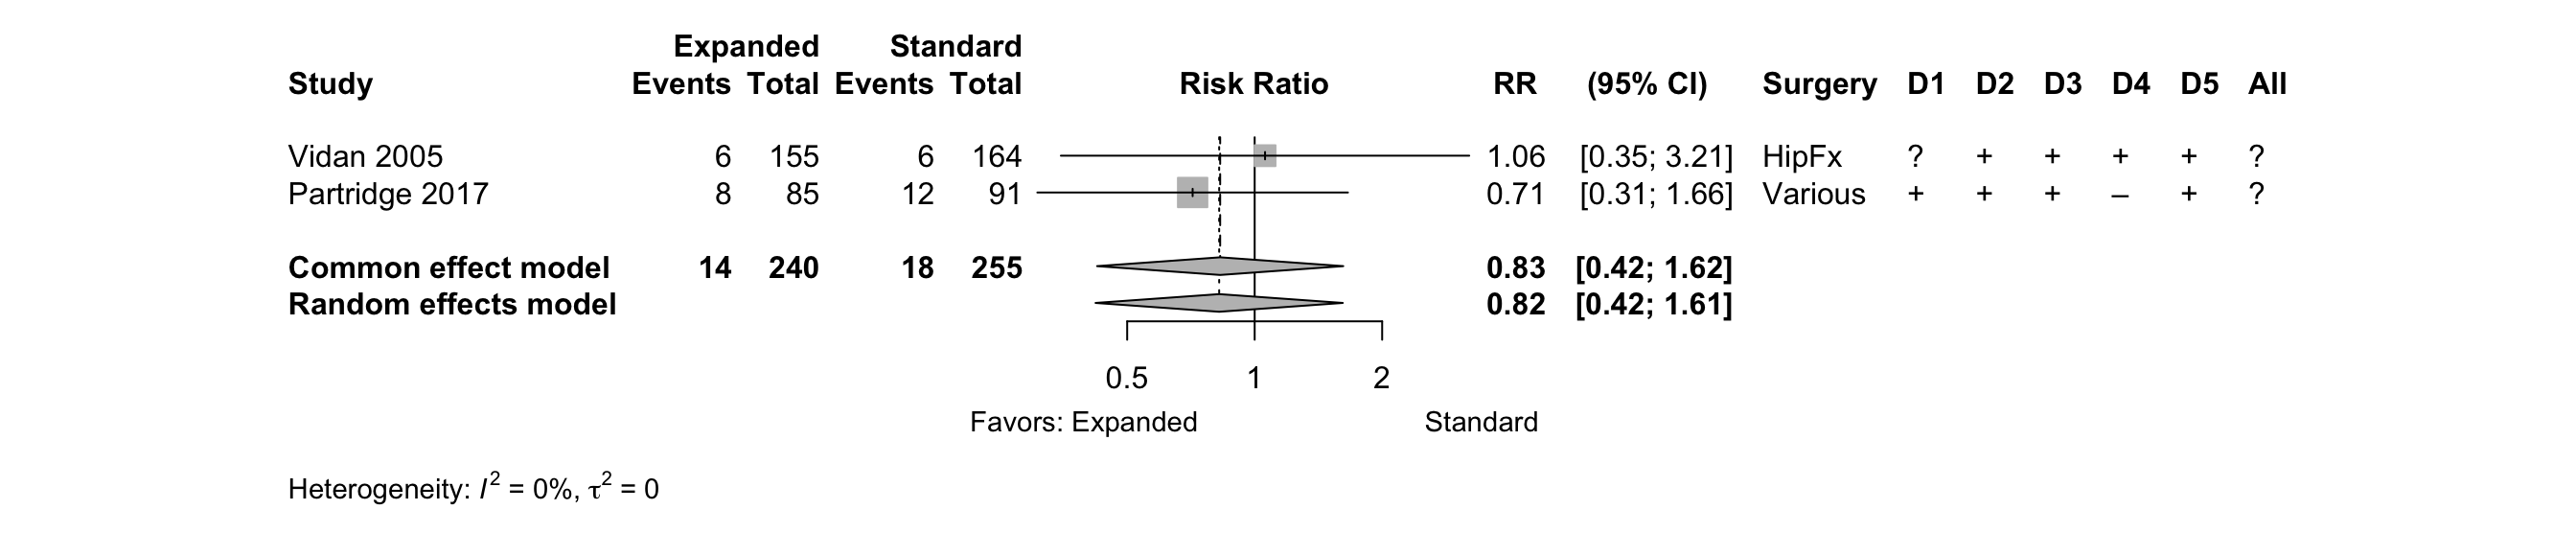 Expanded Standard
Study Events Total Events Total Risk Ratio RR (95% CI) Surgery D1 D2 D3 D4 D5 All
Vidan 2005 6 155 6 164 1.06 [0.35; 3.21] HipFx ? + + + + ?
Partridge 2017 8 85 12 91 0.71 [0.31; 1.66] Various + + + – + ?
Common effect model 14 240 18 255 0.83 [0.42; 1.62]
Random effects model 0.82 [0.42; 1.61]
0.5 1 2
Favors: Expanded Standard
Heterogeneity: I² = 0%, τ² = 0